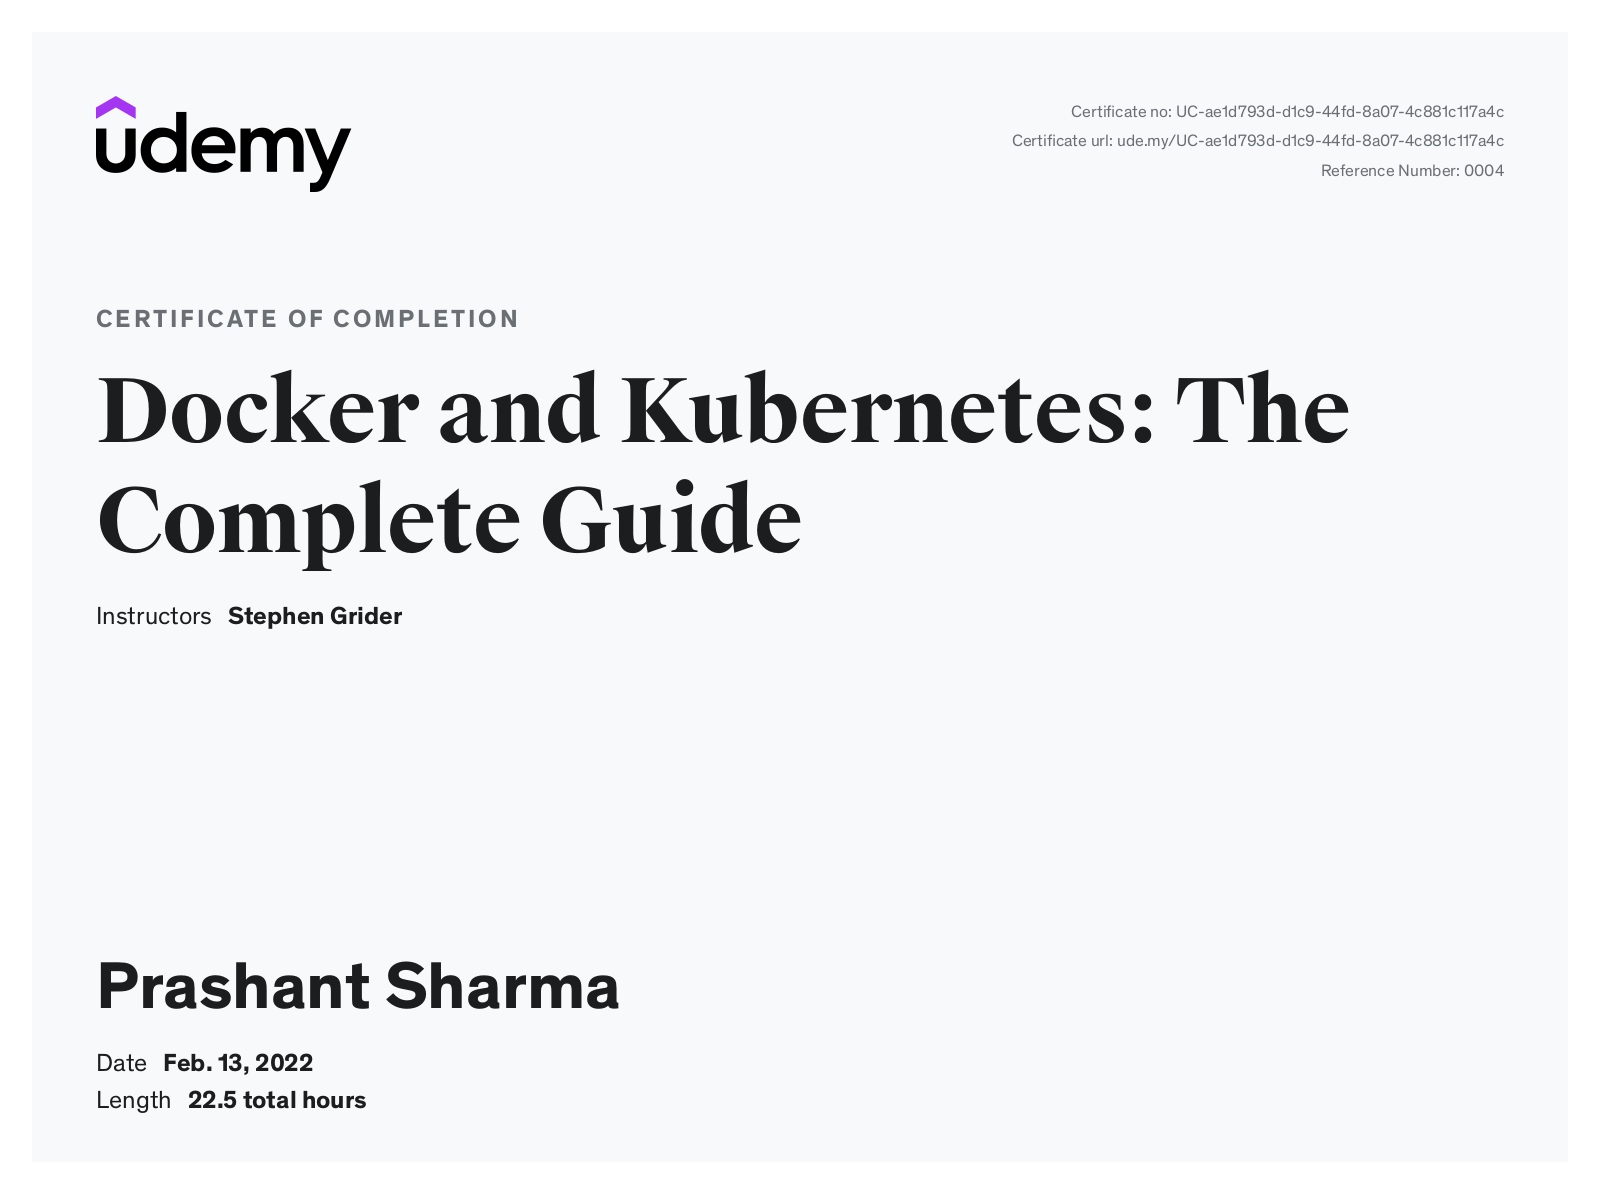 udemy
Certificate no: UC-ae1d793d-d1c9-44fd-8a07-4c881c117a4c
Certificate url: ude.my/UC-ae1d793d-d1c9-44fd-8a07-4c881c117a4c
Reference Number: 0004
CERTIFICATE OF COMPLETION
Docker and Kubernetes: The
Complete Guide
Instructors Stephen Grider
Prashant Sharma
Date Feb. 13, 2022
Length 22.5 total hours